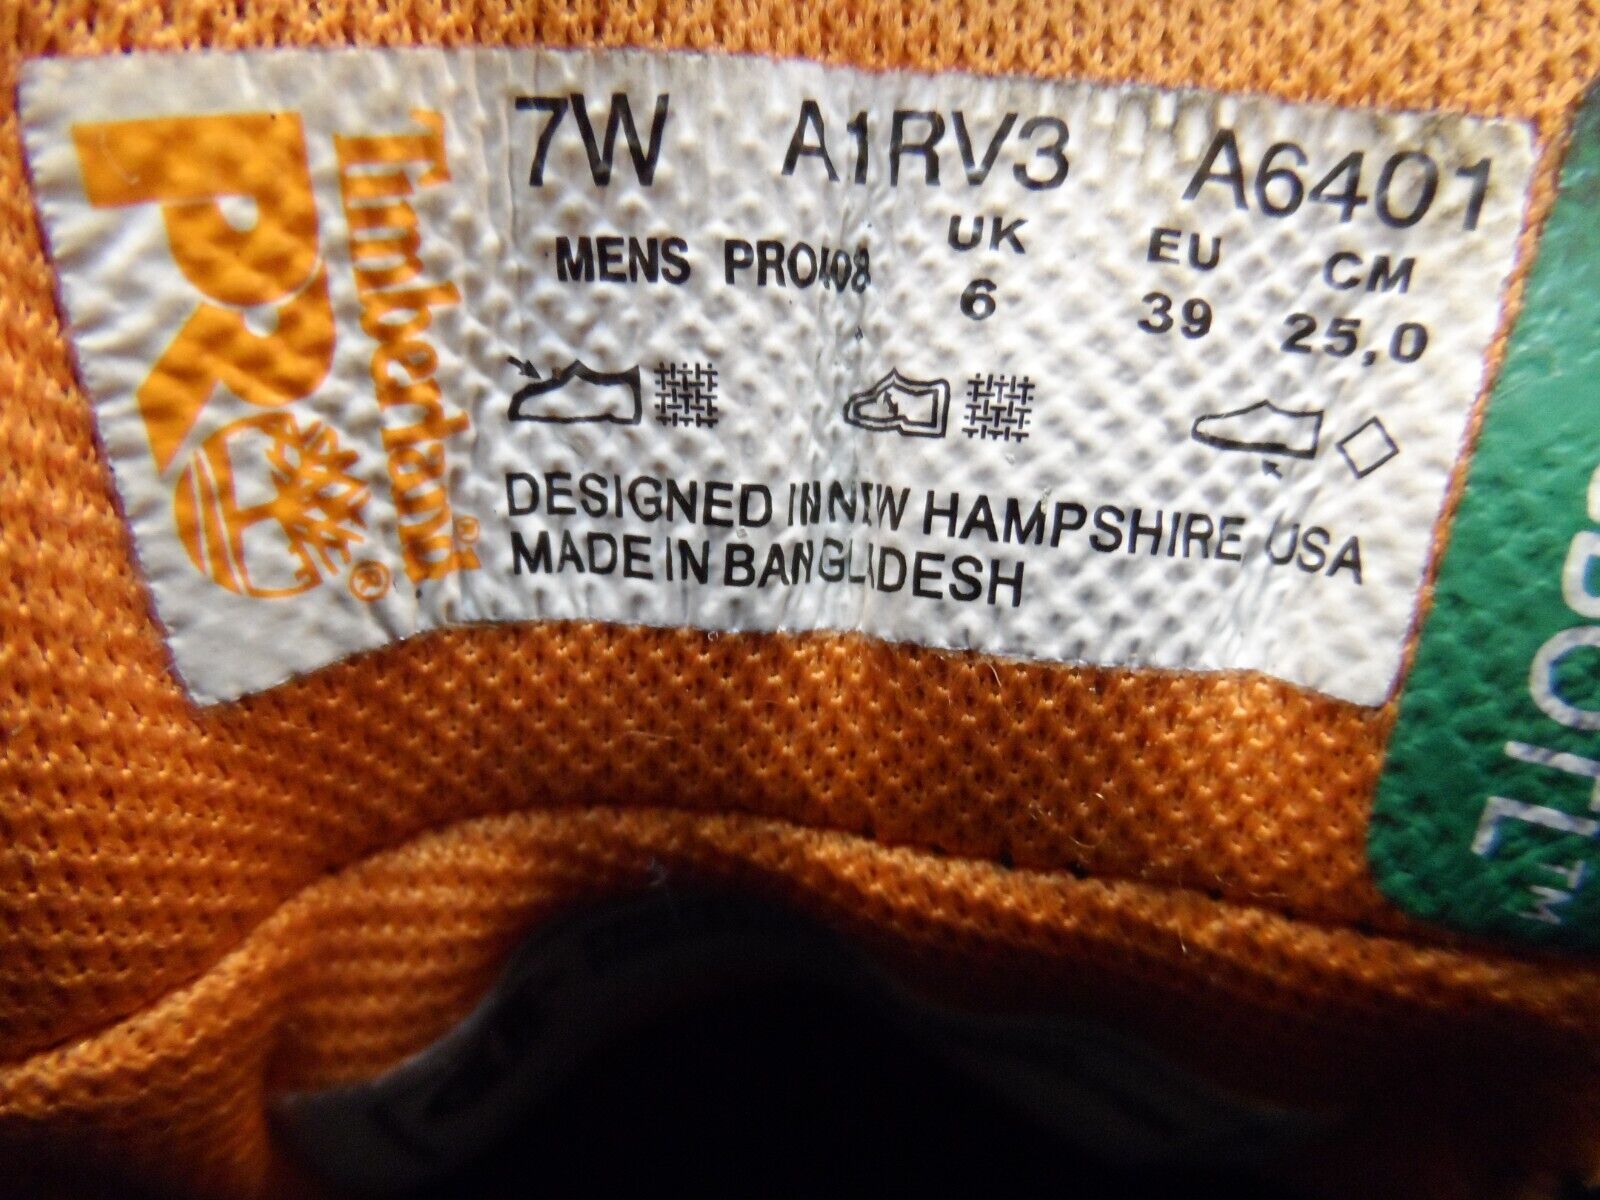 7W A1RV3 A6401
MENS PRO408 UK EU CM
6 39 25,0
DESIGNED IN NEW HAMPSHIRE USA
MADE IN BANGLADESH
PRO
Timberland®
®
TM